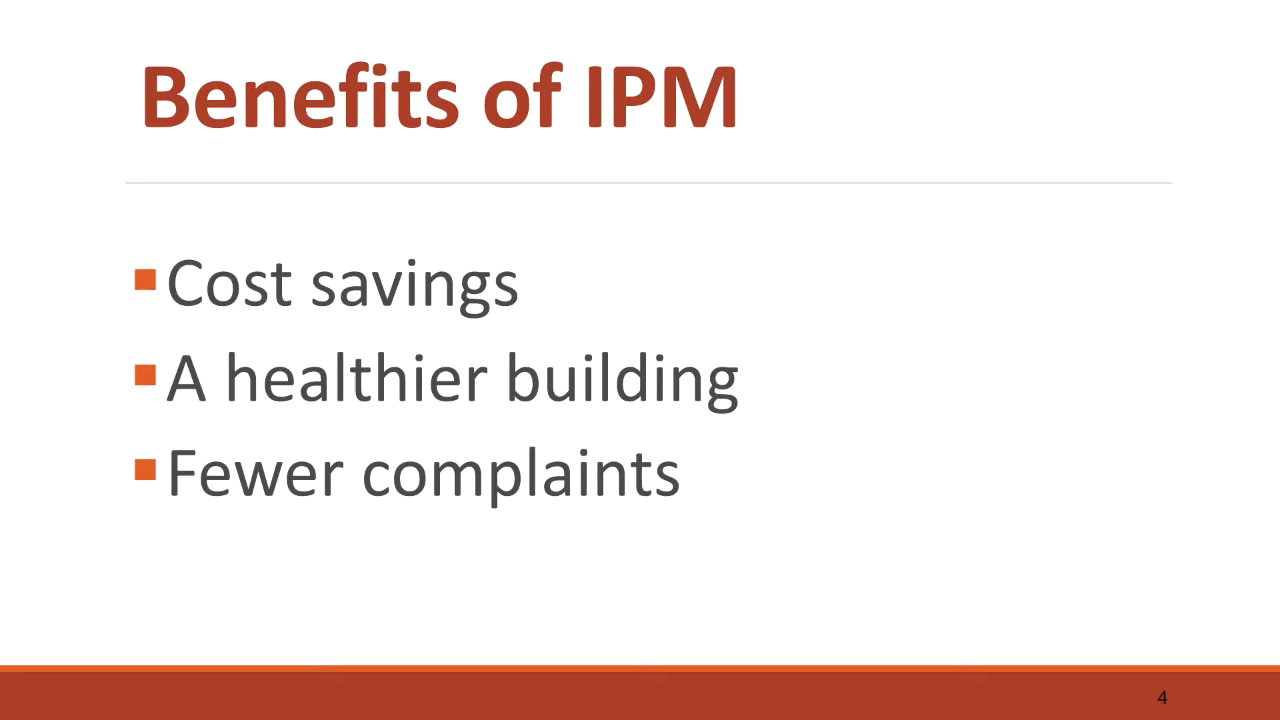 Benefits of IPM
▪Cost savings
▪A healthier building
▪Fewer complaints
4